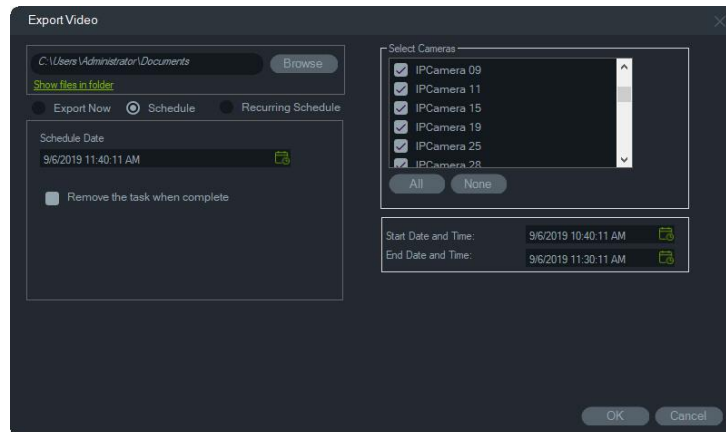 Export Video
C:\Users\Administrator\Documents
Browse
Show files in folder
Export Now
Schedule
Recurring Schedule
Schedule Date
9/6/2019 11:40:11 AM
Remove the task when complete
Select Cameras
IPCamera 09
IPCamera 11
IPCamera 15
IPCamera 19
IPCamera 25
IPCamera 28
All
None
Start Date and Time:
9/6/2019 10:40:11 AM
End Date and Time:
9/6/2019 11:30:11 AM
OK
Cancel